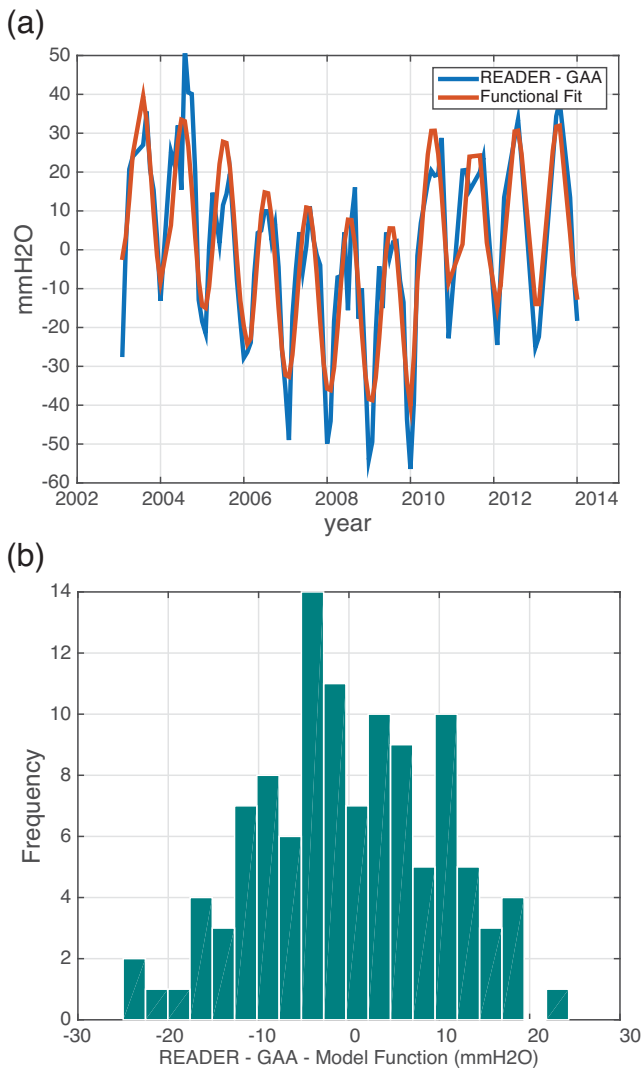 (a)
50
40
30
20
10
0
-10
-20
-30
-40
-50
-60
mmH2O
READER - GAA
Functional Fit
2002 2004 2006 2008 2010 2012 2014
year
(b)
14
12
10
8
6
4
2
0
Frequency
-30 -20 -10 0 10 20 30
READER - GAA - Model Function (mmH2O)